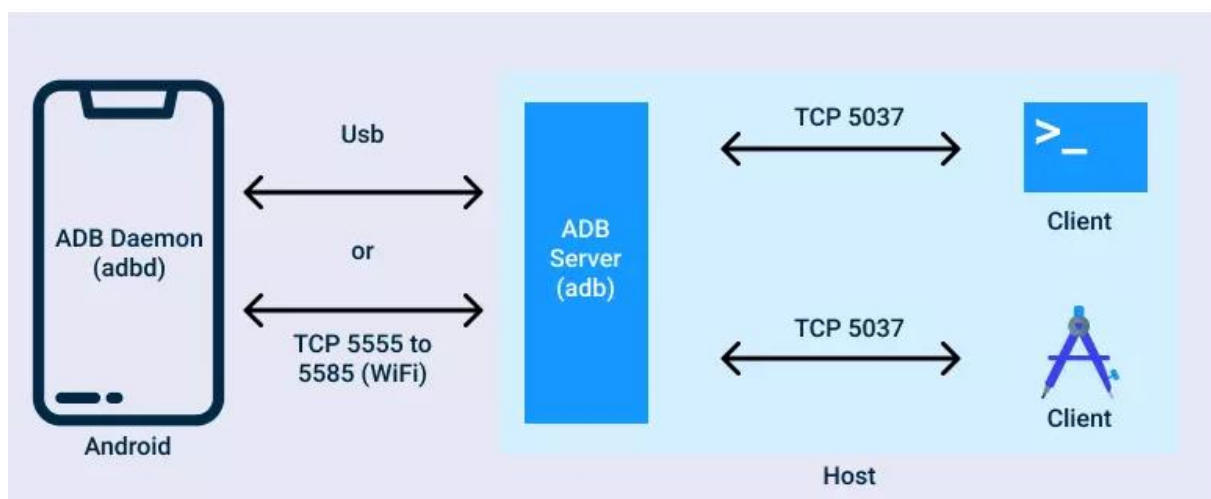 ADB Daemon
(adbd)
Android
Usb
or
TCP 5555 to
5585 (WiFi)
ADB
Server
(adb)
TCP 5037
>_
Client
TCP 5037
Client
Host